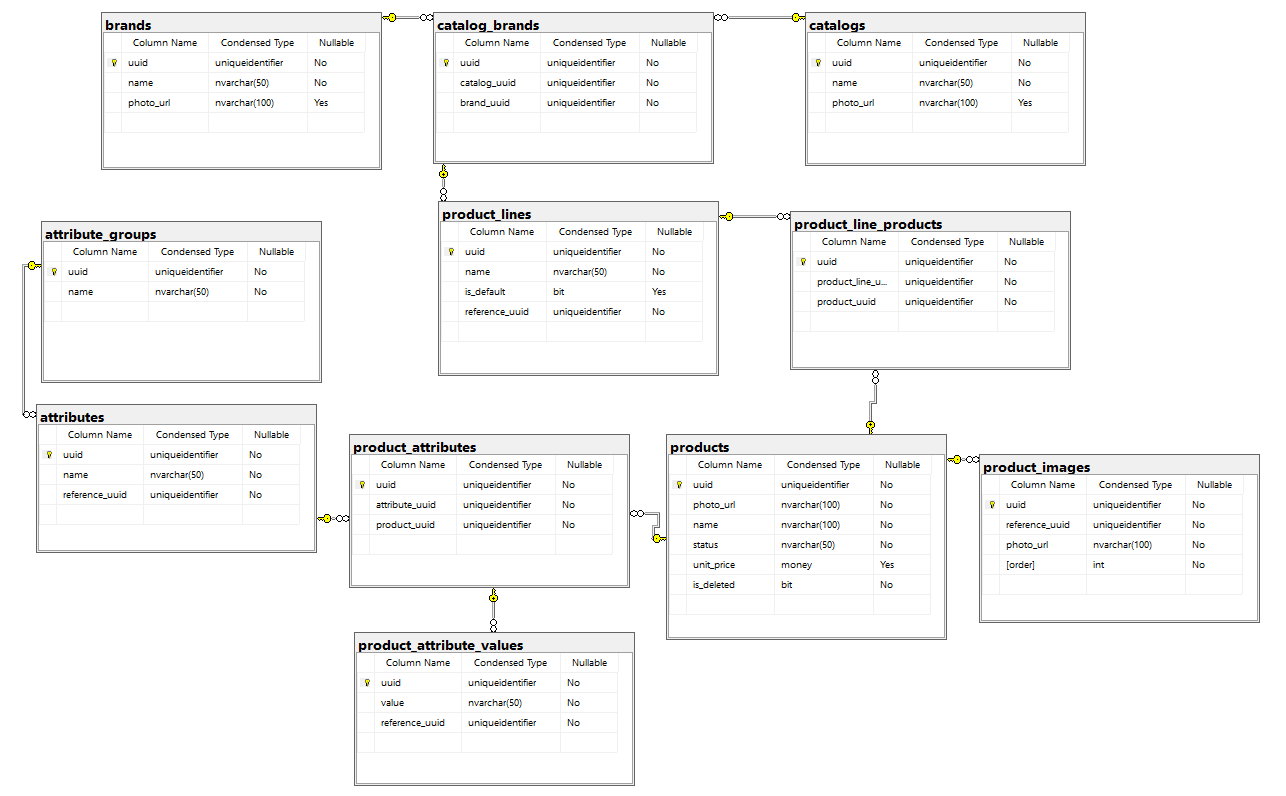 brands
Column Name Condensed Type Nullable
uuid uniqueidentifier No
name nvarchar(50) No
photo_url nvarchar(100) Yes
catalog_brands
Column Name Condensed Type Nullable
uuid uniqueidentifier No
catalog_uuid uniqueidentifier No
brand_uuid uniqueidentifier No
catalogs
Column Name Condensed Type Nullable
uuid uniqueidentifier No
name nvarchar(50) No
photo_url nvarchar(100) Yes
product_lines
Column Name Condensed Type Nullable
uuid uniqueidentifier No
name nvarchar(50) No
is_default bit Yes
reference_uuid uniqueidentifier No
product_line_products
Column Name Condensed Type Nullable
uuid uniqueidentifier No
product_line_u... uniqueidentifier No
product_uuid uniqueidentifier No
attribute_groups
Column Name Condensed Type Nullable
uuid uniqueidentifier No
name nvarchar(50) No
attributes
Column Name Condensed Type Nullable
uuid uniqueidentifier No
name nvarchar(50) No
reference_uuid uniqueidentifier No
product_attributes
Column Name Condensed Type Nullable
uuid uniqueidentifier No
attribute_uuid uniqueidentifier No
product_uuid uniqueidentifier No
products
Column Name Condensed Type Nullable
uuid uniqueidentifier No
photo_url nvarchar(100) No
name nvarchar(100) No
status nvarchar(50) No
unit_price money Yes
is_deleted bit No
product_images
Column Name Condensed Type Nullable
uuid uniqueidentifier No
reference_uuid uniqueidentifier No
photo_url nvarchar(100) No
[order] int No
product_attribute_values
Column Name Condensed Type Nullable
uuid uniqueidentifier No
value nvarchar(50) No
reference_uuid uniqueidentifier No